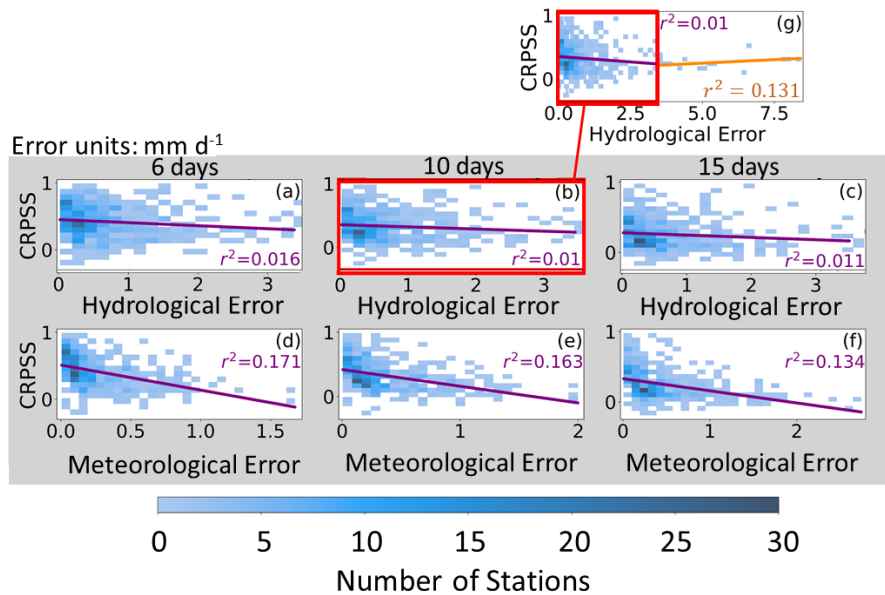 1
CRPSS
0
r²=0.01
(g)
r² = 0.131
0.0 2.5 5.0 7.5
Hydrological Error
Error units: mm d⁻¹
6 days 10 days 15 days
1
CRPSS
0
(a)
r²=0.016
0 1 2 3
Hydrological Error
1
0
(b)
r²=0.01
0 1 2 3
Hydrological Error
1
0
(c)
r²=0.011
0 1 2 3
Hydrological Error
1
CRPSS
0
(d)
r²=0.171
0.0 0.5 1.0 1.5
Meteorological Error
1
0
(e)
r²=0.163
0 1 2
Meteorological Error
1
0
(f)
r²=0.134
0 1 2
Meteorological Error
0 5 10 15 20 25 30
Number of Stations